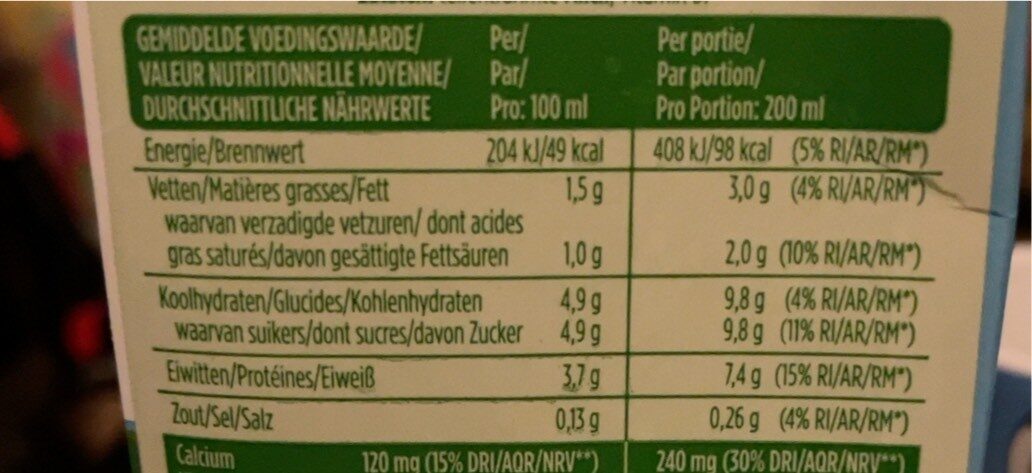 GEMIDDELDE VOEDINGSWAARDE/ Per/ Per portie/
VALEUR NUTRITIONNELLE MOYENNE/ Par/ Par portion/
DURCHSCHNITTLICHE NÄHRWERTE Pro: 100 ml Pro Portion: 200 ml
Energie/Brennwert 204 kJ/49 kcal 408 kJ/98 kcal (5% RI/AR/RM*)
Vetten/Matières grasses/Fett 1,5 g 3,0 g (4% RI/AR/RM*)
waarvan verzadigde vetzuren/ dont acides
gras saturés/davon gesättigte Fettsäuren 1,0 g 2,0 g (10% RI/AR/RM*)
Koolhydraten/Glucides/Kohlenhydraten 4,9 g 9,8 g (4% RI/AR/RM*)
waarvan suikers/dont sucres/davon Zucker 4,9 g 9,8 g (11% RI/AR/RM*)
Eiwitten/Protéines/Eiweiß 3,7 g 7,4 g (15% RI/AR/RM*)
Zout/Sel/Salz 0,13 g 0,26 g (4% RI/AR/RM*)
Calcium 120 mg (15% DRI/AQR/NRV**) 240 mg (30% DRI/AQR/NRV**)